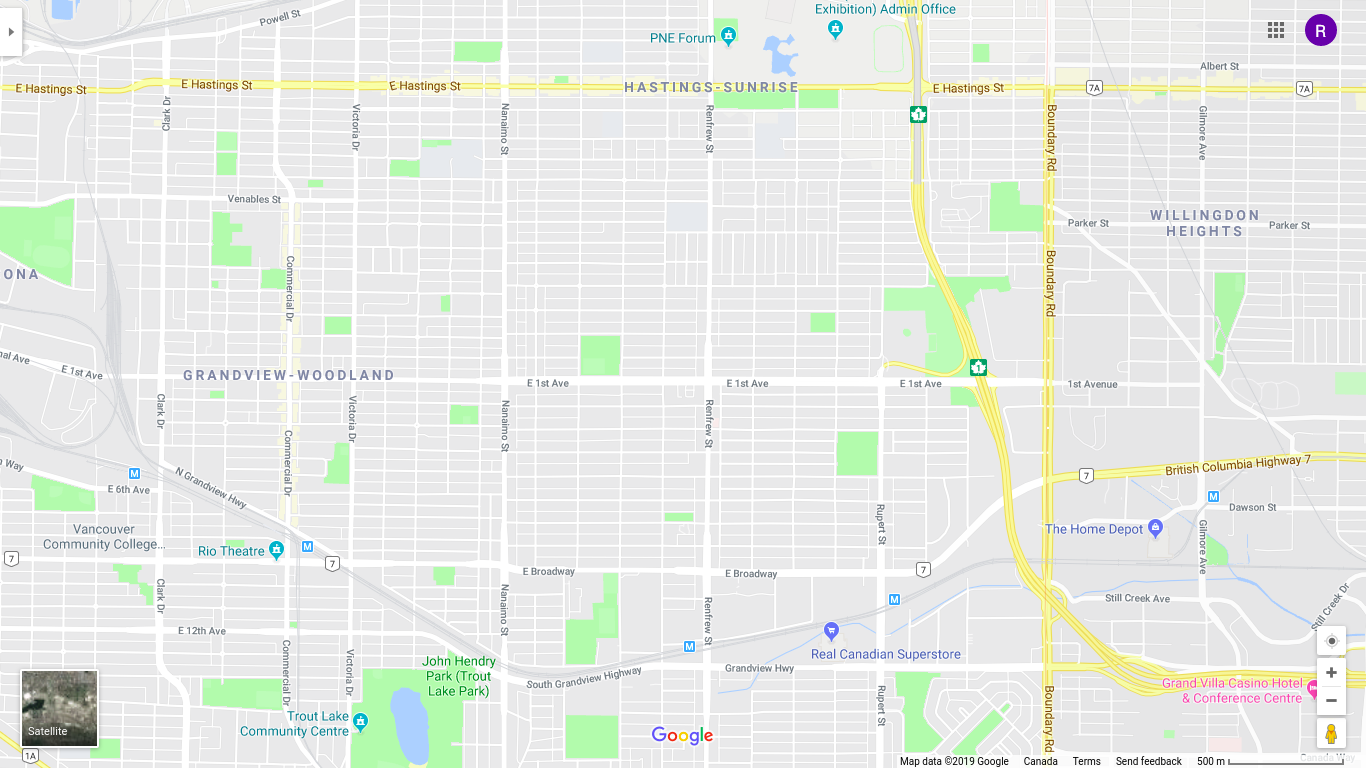 Powell St
Exhibition) Admin Office
PNE Forum
R
Albert St
E Hastings St
E Hastings St
E Hastings St
HASTINGS-SUNRISE
E Hastings St
7A
7A
1
Clark Dr
Victoria Dr
Nanaimo St
Renfrew St
Boundary Rd
Gilmore Ave
Venables St
WILLINGDON
HEIGHTS
Parker St
Parker St
ONA
Commercial Dr
Boundary Rd
nal Ave
E 1st Ave
GRANDVIEW-WOODLAND
E 1st Ave
E 1st Ave
E 1st Ave
1
1st Avenue
Clark Dr
Victoria Dr
Nanaimo St
Renfrew St
Commercial Dr
n Way
M
N Grandview Hwy
E 6th Ave
British Columbia Highway 7
7
M
Dawson St
Vancouver
Community College...
Rupert St
The Home Depot
Gilmore Ave
Rio Theatre
M
7
7
E Broadway
E Broadway
7
Clark Dr
Nanaimo St
Renfrew St
M
Still Creek Ave
Still Creek Dr
E 12th Ave
M
Real Canadian Superstore
Commercial Dr
Victoria Dr
John Hendry
Park (Trout
Lake Park)
South Grandview Highway
Grandview Hwy
Rupert St
Boundary Rd
Grand Villa Casino Hotel
& Conference Centre
Trout Lake
Community Centre
Satellite
1A
Google
Canada Way
Map data ©2019 Google Canada Terms Send feedback 500 m